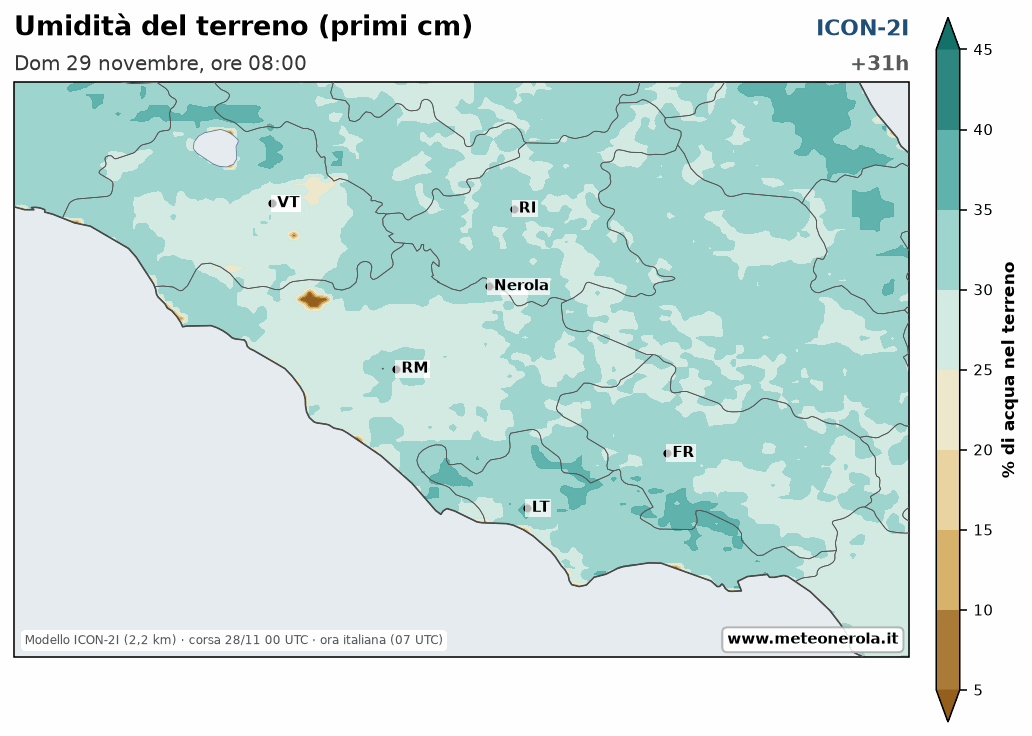 Umidità del terreno (primi cm)
ICON-2I
Dom 29 novembre, ore 08:00
+31h
45
40
35
30
25
20
15
10
5
% di acqua nel terreno
VT
RI
Nerola
RM
FR
LT
Modello ICON-2I (2,2 km) · corsa 28/11 00 UTC · ora italiana (07 UTC)
www.meteonerola.it